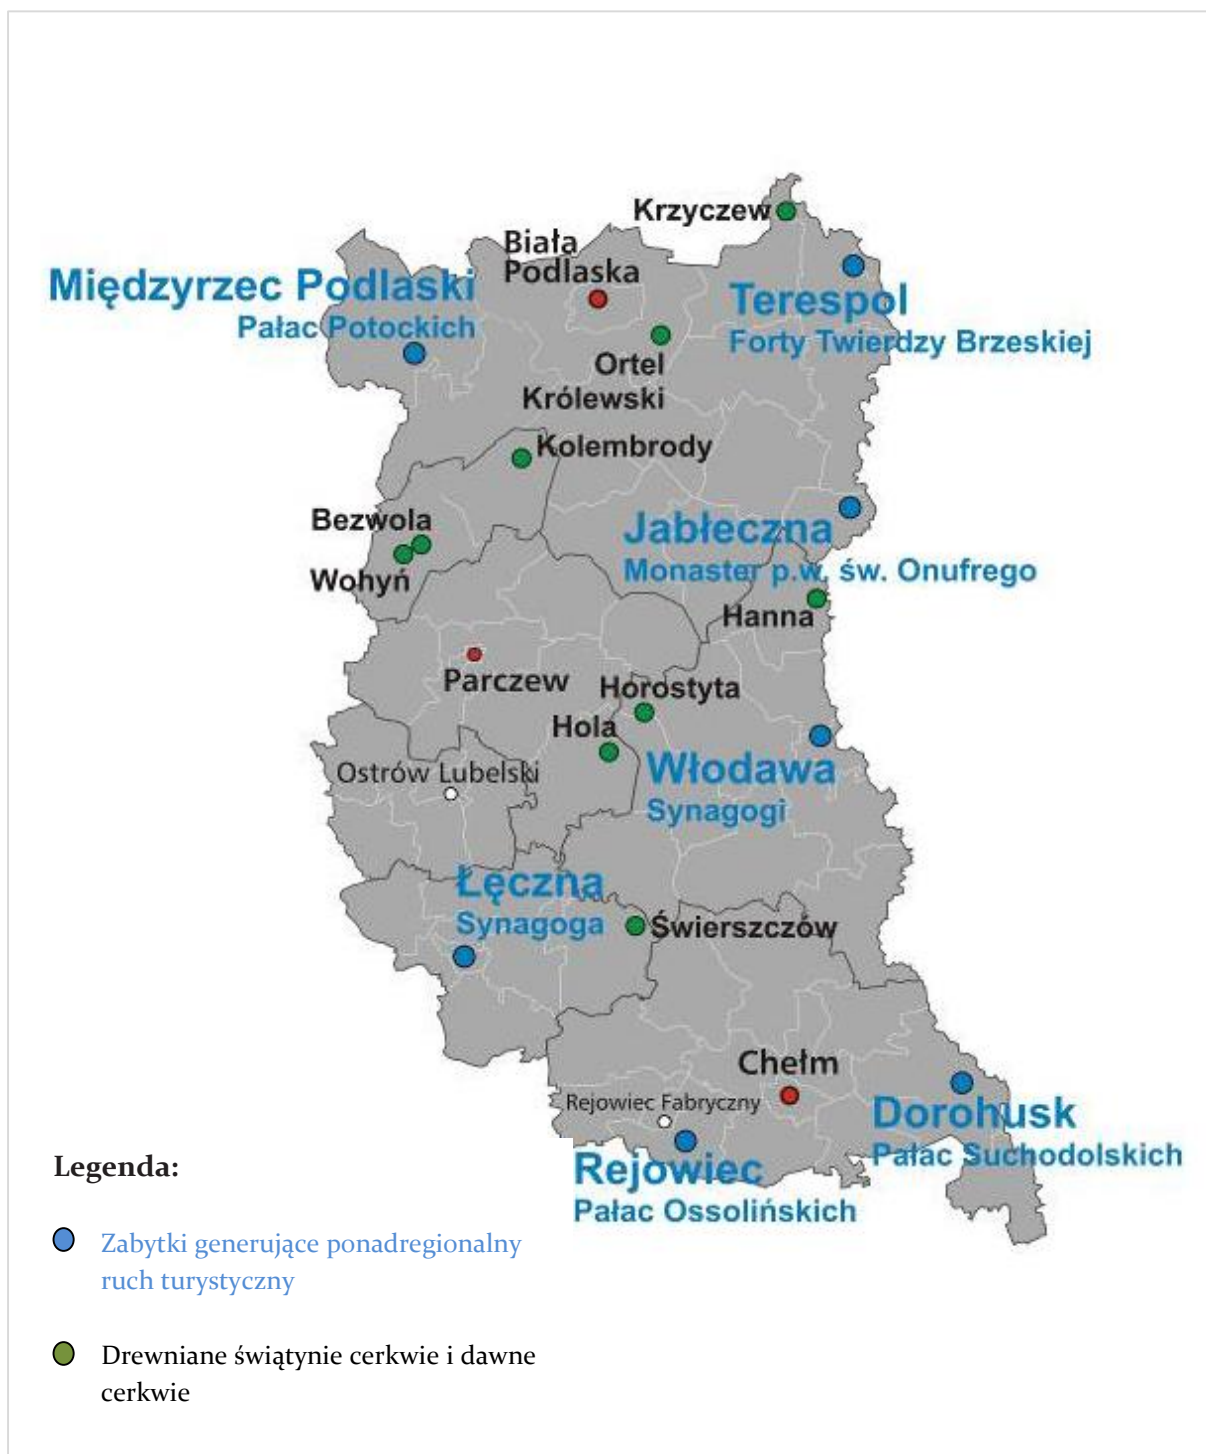 Krzyczew
Biała
Podlaska
Międzyrzec Podlaski
Pałac Potockich
Terespol
Forty Twierdzy Brzeskiej
Ortel
Królewski
Kolembrody
Bezwola
Wohyń
Jabłeczna
Monaster p.w. św. Onufrego
Hanna
Parczew
Horostyta
Hola
Włodawa
Synagogi
Ostrów Lubelski
Łęczna
Synagoga
Świerszczów
Chełm
Rejowiec Fabryczny
Dorohusk
Pałac Suchodolskich
Rejowiec
Pałac Ossolińskich
Legenda:
Zabytki generujące ponadregionalny
ruch turystyczny
Drewniane świątynie cerkwie i dawne
cerkwie